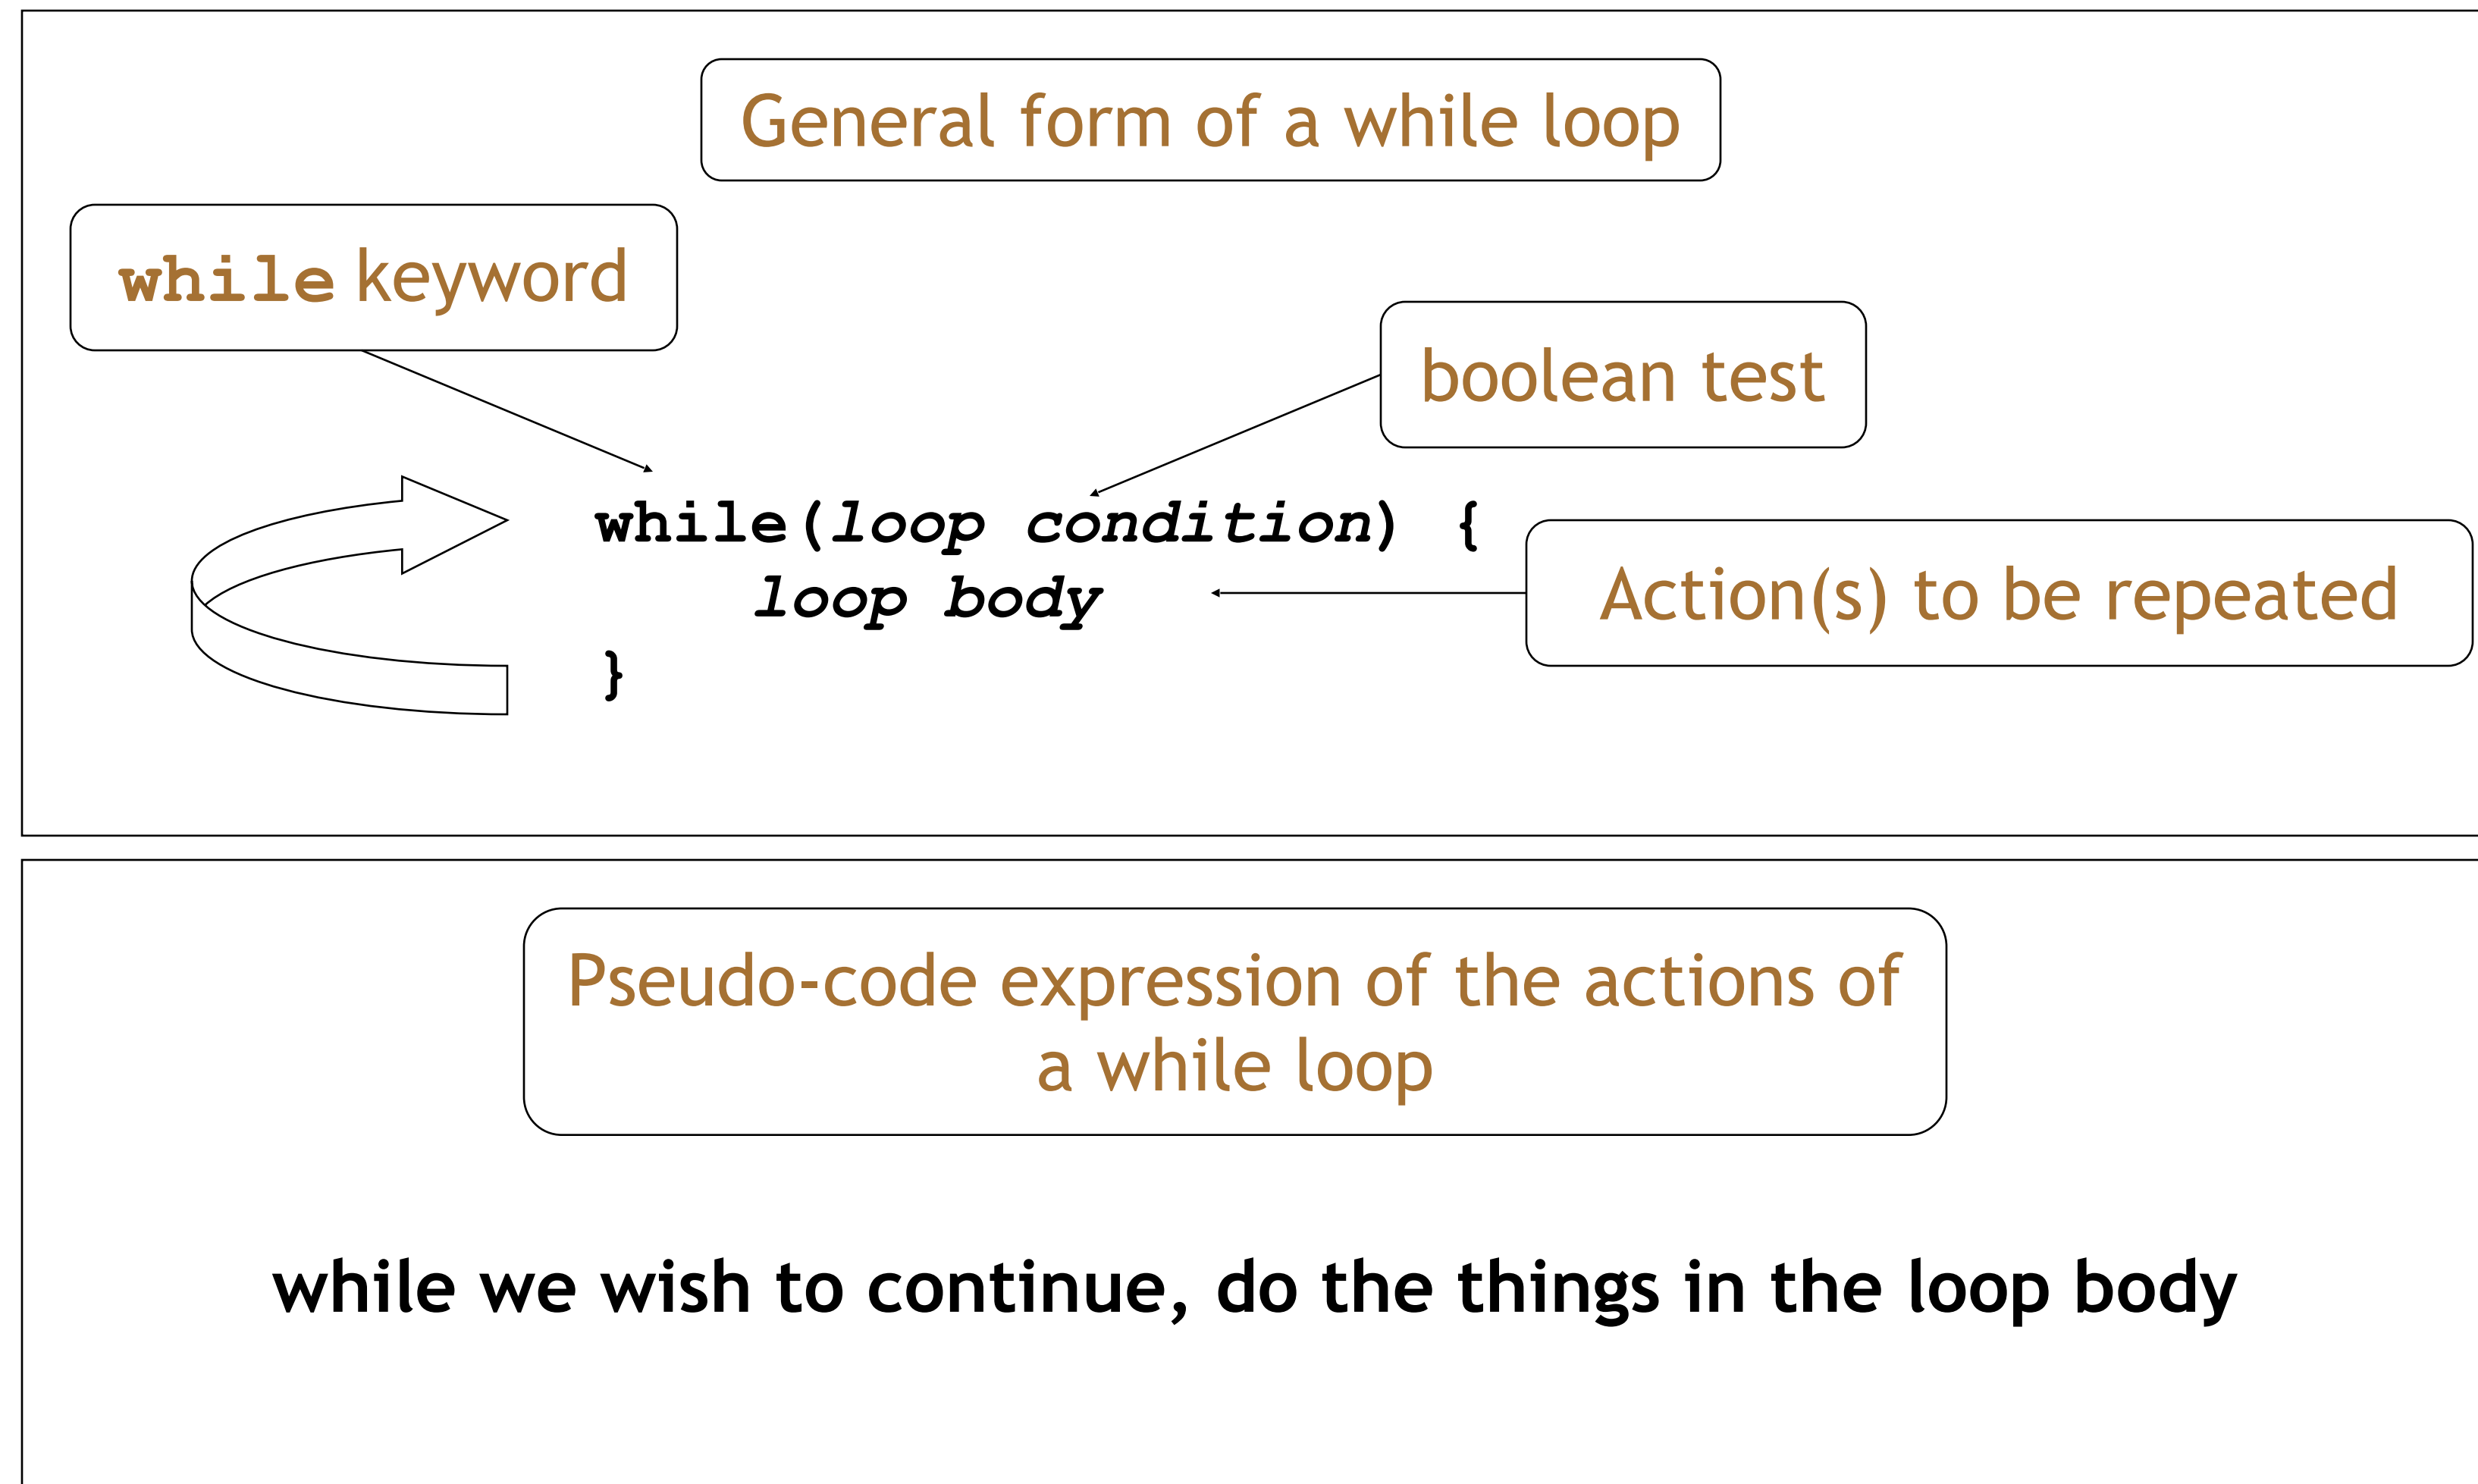 General form of a while loop
while keyword
boolean test
while(loop condition) {
loop body
Action(s) to be repeated
}
Pseudo-code expression of the actions of
a while loop
while we wish to continue, do the things in the loop body